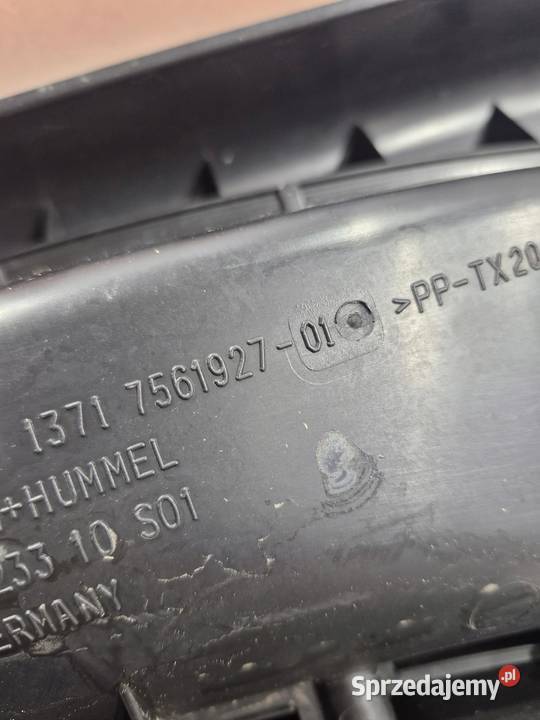 >PP-TX20
1371 7561927-01
+HUMMEL
233 10 S01
ERMANY
Sprzedajemy.pl